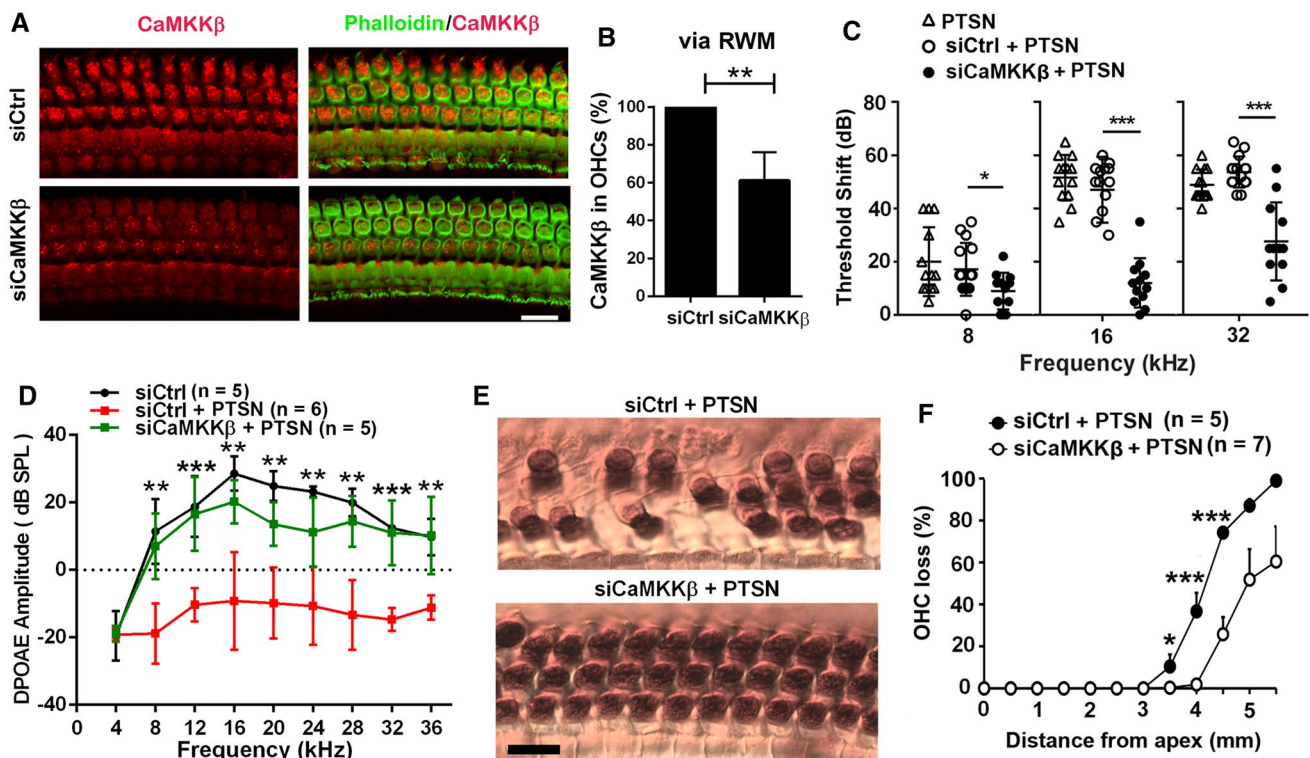 A
CaMKKβ
Phalloidin/CaMKKβ
siCtrl
siCaMKKβ
B
via RWM
**
CaMKKβ in OHCs (%)
100
80
60
40
20
0
siCtrl siCaMKKβ
C
PTSN
siCtrl + PTSN
siCaMKKβ + PTSN
Threshold Shift (dB)
80
60
40
20
0
*
***
***
8
16
32
Frequency (kHz)
D
siCtrl (n = 5)
siCtrl + PTSN (n = 6)
siCaMKKβ + PTSN (n = 5)
DPOAE Amplitude ( dB SPL )
40
20
0
-20
-40
** *** ** ** ** ** *** **
0 4 8 12 16 20 24 28 32 36
Frequency (kHz)
E
siCtrl + PTSN
siCaMKKβ + PTSN
F
siCtrl + PTSN (n = 5)
siCaMKKβ + PTSN (n = 7)
OHC loss (%)
100
80
60
40
20
0
*
***
***
0 1 2 3 4 5
Distance from apex (mm)